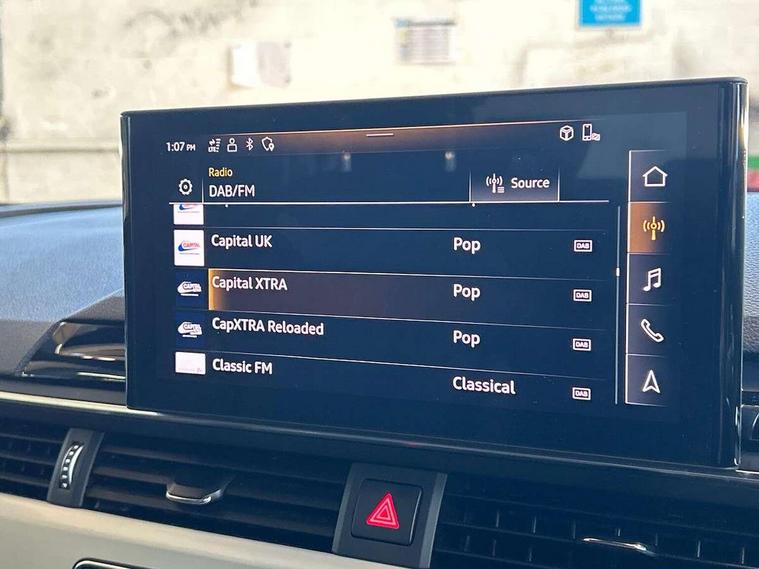 1:07 PM
LTE
Radio
DAB/FM
Source
Capital UK
Pop
DAB
Capital XTRA
Pop
DAB
CapXTRA Reloaded
Pop
DAB
Classic FM
Classical
DAB